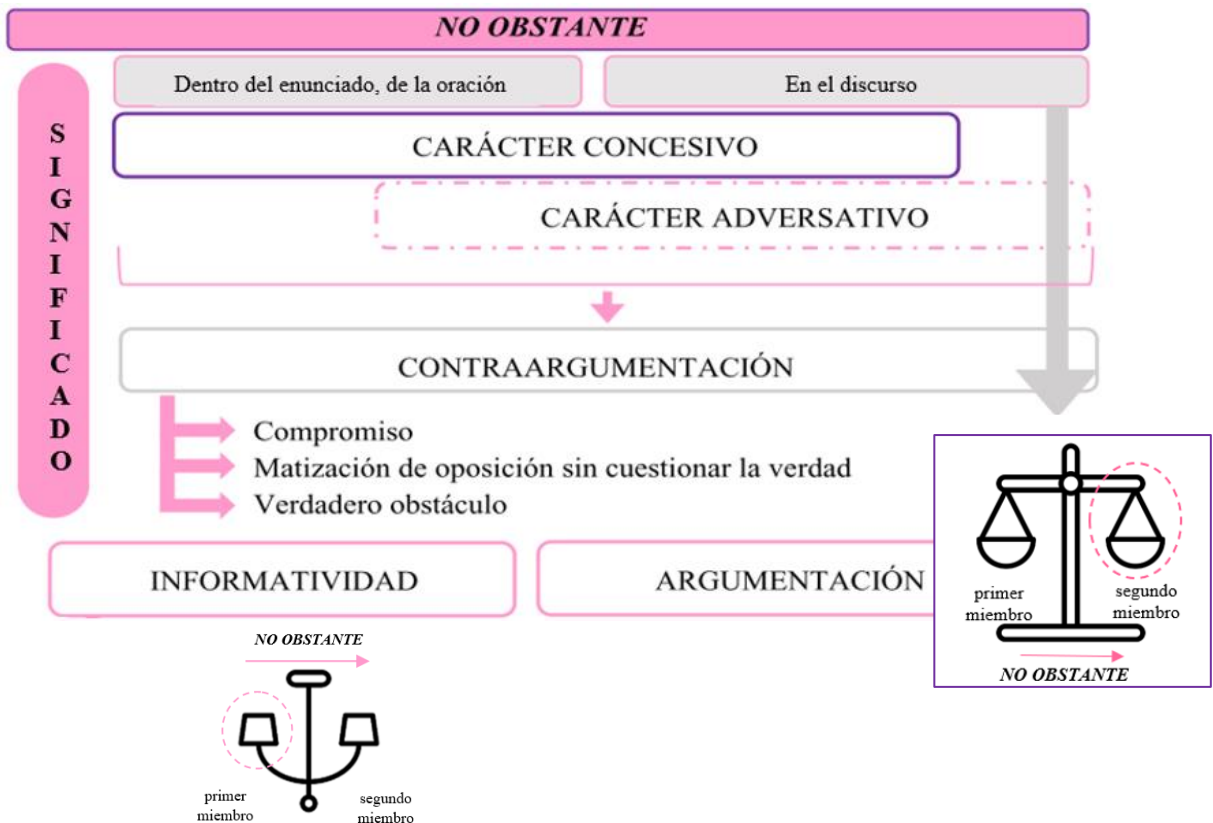 NO OBSTANTE
SIGNIFICADO
Dentro del enunciado, de la oración
En el discurso
CARÁCTER CONCESIVO
CARÁCTER ADVERSATIVO
CONTRAARGUMENTACIÓN
Compromiso
Matización de oposición sin cuestionar la verdad
Verdadero obstáculo
INFORMATIVIDAD
ARGUMENTACIÓN
primer
miembro
segundo
miembro
NO OBSTANTE
NO OBSTANTE
primer
miembro
segundo
miembro